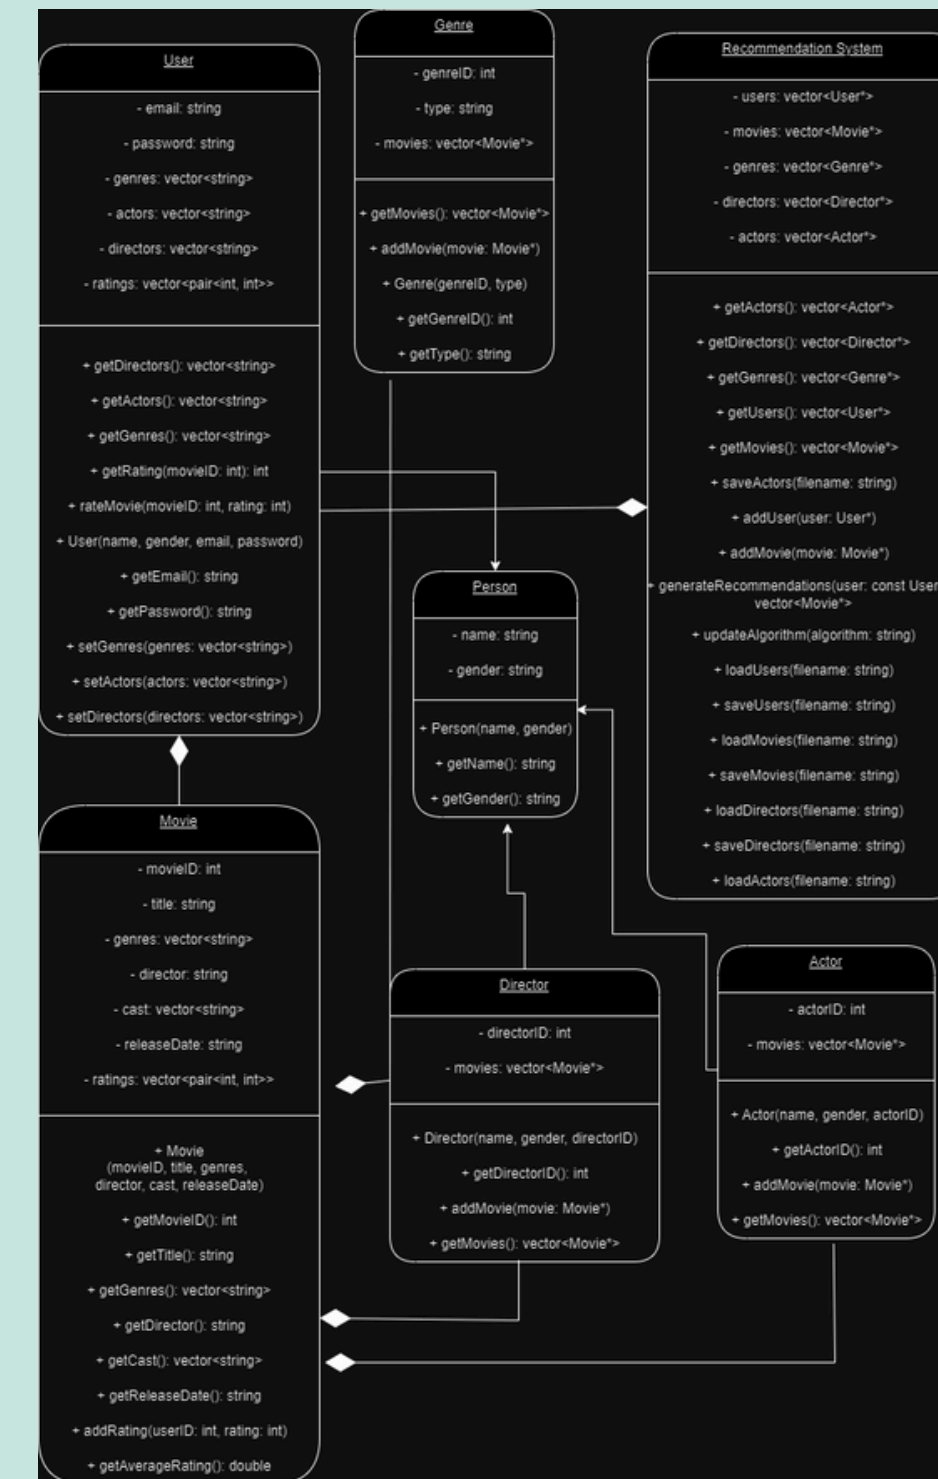 User
- email: string
- password: string
- genres: vector<string>
- actors: vector<string>
- directors: vector<string>
- ratings: vector<pair<int, int>>
+ getDirectors(): vector<string>
+ getActors(): vector<string>
+ getGenres(): vector<string>
+ getRating(movieID: int): int
+ rateMovie(movieID: int, rating: int)
+ User(name, gender, email, password)
+ getEmail(): string
+ getPassword(): string
+ setGenres(genres: vector<string>)
+ setActors(actors: vector<string>)
+ setDirectors(directors: vector<string>)
Genre
- genreID: int
- type: string
- movies: vector<Movie*>
+ getMovies(): vector<Movie*>
+ addMovie(movie: Movie*)
+ Genre(genreID, type)
+ getGenreID(): int
+ getType(): string
Recommendation System
- users: vector<User*>
- movies: vector<Movie*>
- genres: vector<Genre*>
- directors: vector<Director*>
- actors: vector<Actor*>
+ getActors(): vector<Actor*>
+ getDirectors(): vector<Director*>
+ getGenres(): vector<Genre*>
+ getUsers(): vector<User*>
+ getMovies(): vector<Movie*>
+ saveActors(filename: string)
+ addUser(user: User*)
+ addMovie(movie: Movie*)
+ generateRecommendations(user: const User
vector<Movie*>
+ updateAlgorithm(algorithm: string)
+ loadUsers(filename: string)
+ saveUsers(filename: string)
+ loadMovies(filename: string)
+ saveMovies(filename: string)
+ loadDirectors(filename: string)
+ saveDirectors(filename: string)
+ loadActors(filename: string)
Person
- name: string
- gender: string
+ Person(name, gender)
+ getName(): string
+ getGender(): string
Movie
- movieID: int
- title: string
- genres: vector<string>
- director: string
- cast: vector<string>
- releaseDate: string
- ratings: vector<pair<int, int>>
+ Movie
(movieID, title, genres,
director, cast, releaseDate)
+ getMovieID(): int
+ getTitle(): string
+ getGenres(): vector<string>
+ getDirector(): string
+ getCast(): vector<string>
+ getReleaseDate(): string
+ addRating(userID: int, rating: int)
+ getAverageRating(): double
Director
- directorID: int
- movies: vector<Movie*>
+ Director(name, gender, directorID)
+ getDirectorID(): int
+ addMovie(movie: Movie*)
+ getMovies(): vector<Movie*>
Actor
- actorID: int
- movies: vector<Movie*>
+ Actor(name, gender, actorID)
+ getActorID(): int
+ addMovie(movie: Movie*)
+ getMovies(): vector<Movie*>